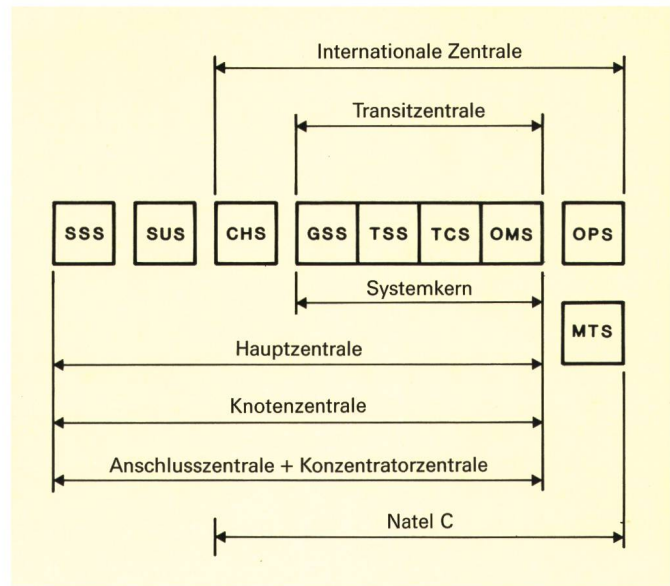 Internationale Zentrale
Transitzentrale
SSS SUS CHS GSS TSS TCS OMS OPS
Systemkern
MTS
Hauptzentrale
Knotenzentrale
Anschlusszentrale + Konzentratorzentrale
Natel C